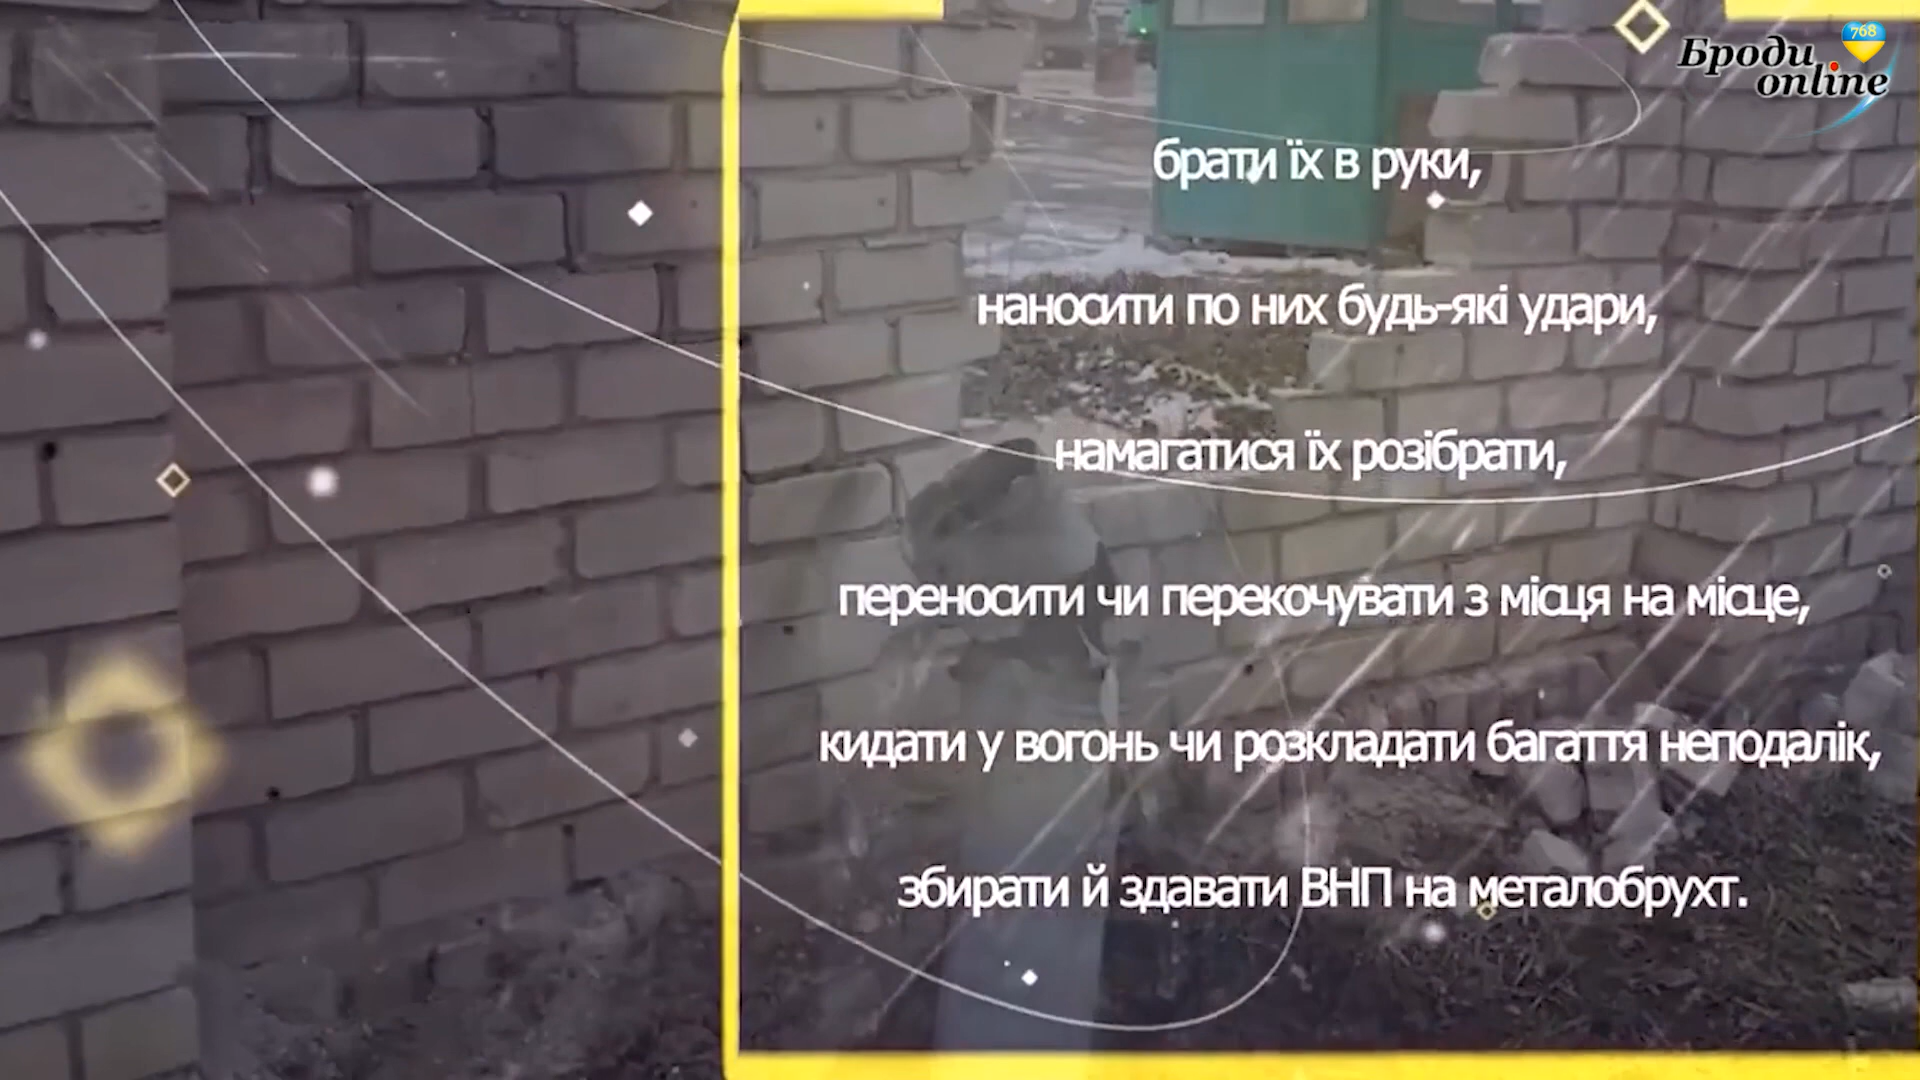 768
Броди
online
брати їх в руки,
наносити по них будь-які удари,
намагатися їх розібрати,
переносити чи перекочувати з місця на місце,
кидати у вогонь чи розкладати багаття неподалік,
збирати й здавати ВНП на металобрухт.